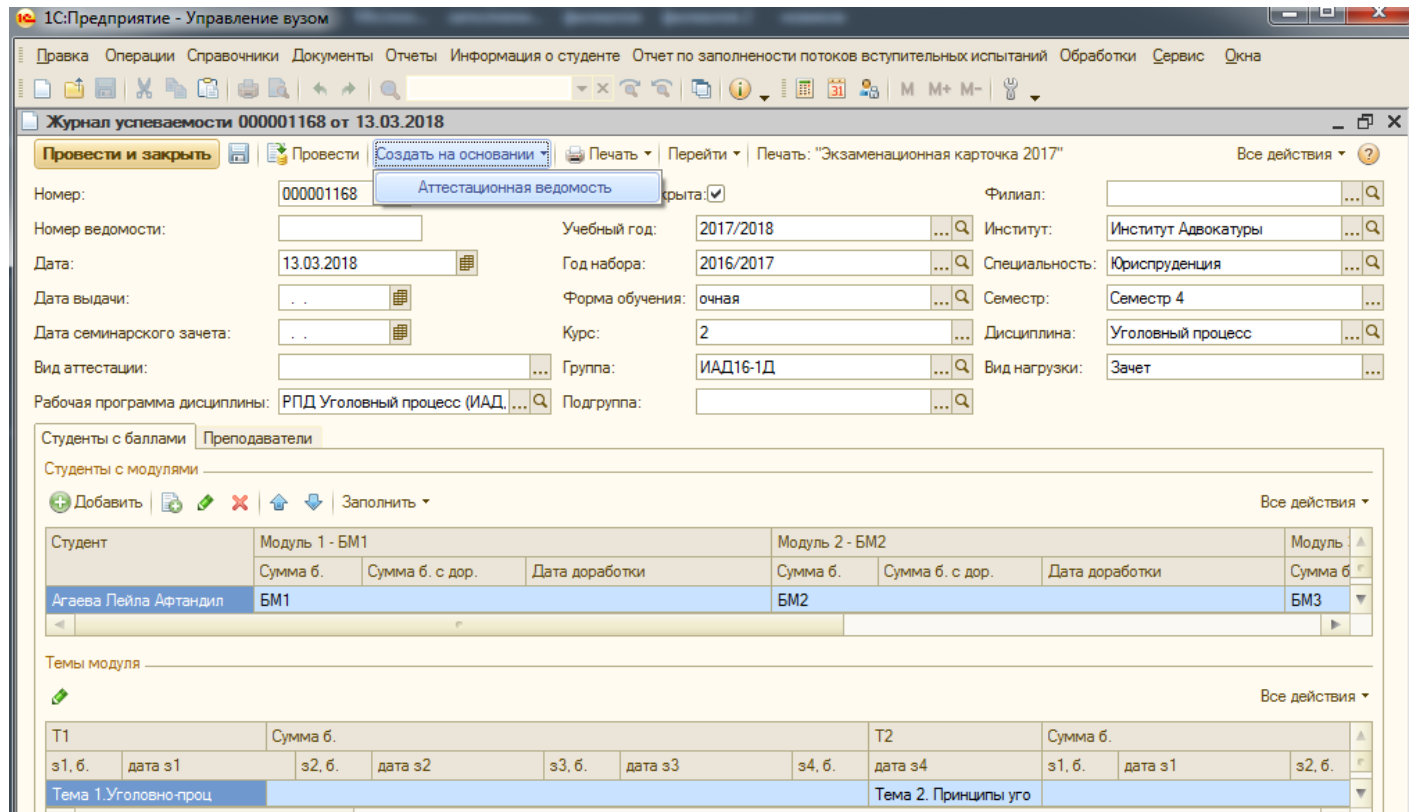 1С:Предприятие - Управление вузом
Правка Операции Справочники Документы Отчеты Информация о студенте Отчет по заполнености потоков вступительных испытаний Обработки Сервис Окна
M M+ M-
Журнал успеваемости 000001168 от 13.03.2018
Провести и закрыть Провести Создать на основании Печать Перейти Печать: "Экзаменационная карточка 2017" Все действия
Аттестационная ведомость
Номер: 000001168 крыта: Филиал:
Номер ведомости: Учебный год: 2017/2018 Институт: Институт Адвокатуры
Дата: 13.03.2018 Год набора: 2016/2017 Специальность: Юриспруденция
Дата выдачи: . . Форма обучения: очная Семестр: Семестр 4
Дата семинарского зачета: . . Курс: 2 Дисциплина: Уголовный процесс
Вид аттестации: Группа: ИАД16-1Д Вид нагрузки: Зачет
Рабочая программа дисциплины: РПД Уголовный процесс (ИАД, Подгруппа:
Студенты с баллами Преподаватели
Студенты с модулями
Добавить Заполнить Все действия
Студент Модуль 1 - БМ1 Модуль 2 - БМ2 Модуль
Сумма б. Сумма б. с дор. Дата доработки Сумма б. Сумма б. с дор. Дата доработки Сумма б
Агаева Лейла Афтандил БМ1 БМ2 БМ3
Темы модуля
Все действия
Т1 Сумма б. Т2 Сумма б.
з1, б. дата з1 з2, б. дата з2 з3, б. дата з3 з4, б. дата з4 з1, б. дата з1 з2, б.
Тема 1.Уголовно-проц Тема 2. Принципы уго